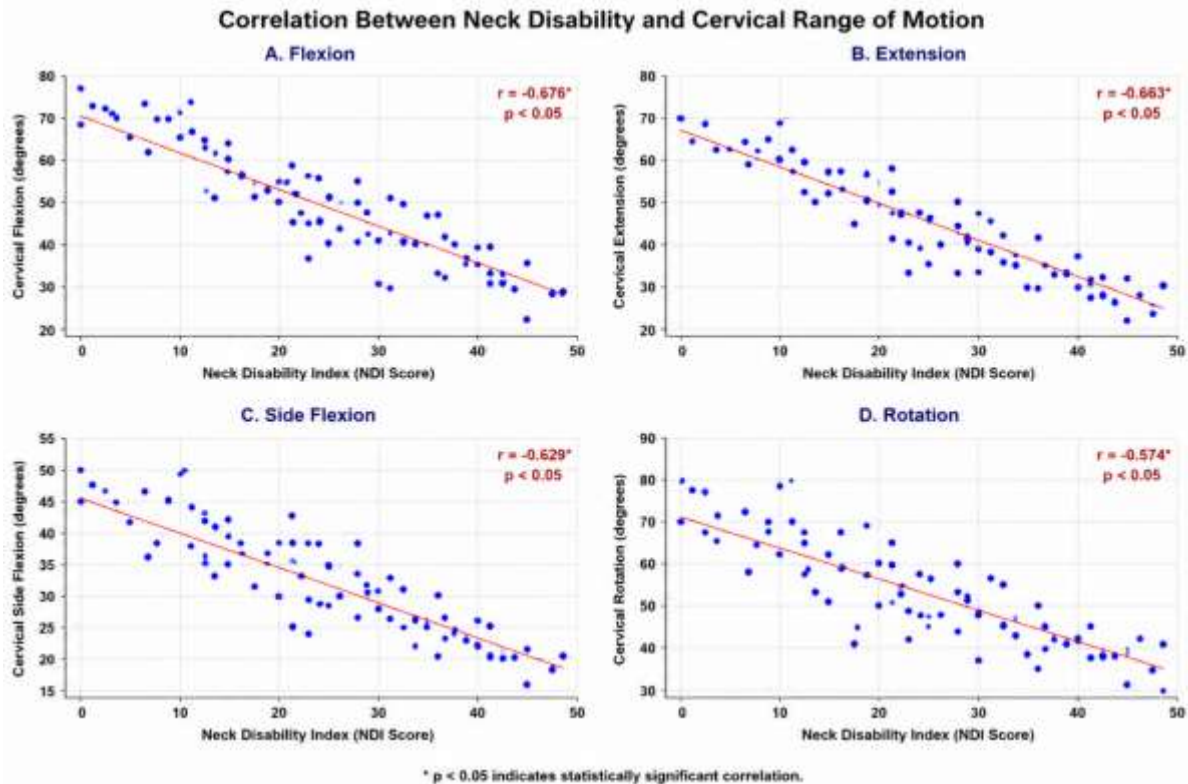 Correlation Between Neck Disability and Cervical Range of Motion
A. Flexion
r = -0.676*
p < 0.05
Cervical Flexion (degrees)
80
70
60
50
40
30
20
0 10 20 30 40 50
Neck Disability Index (NDI Score)
B. Extension
r = -0.663*
p < 0.05
Cervical Extension (degrees)
80
70
60
50
40
30
20
0 10 20 30 40 50
Neck Disability Index (NDI Score)
C. Side Flexion
r = -0.629*
p < 0.05
Cervical Side Flexion (degrees)
55
50
45
40
35
30
25
20
15
0 10 20 30 40 50
Neck Disability Index (NDI Score)
D. Rotation
r = -0.574*
p < 0.05
Cervical Rotation (degrees)
90
80
70
60
50
40
30
0 10 20 30 40 50
Neck Disability Index (NDI Score)
* p < 0.05 indicates statistically significant correlation.